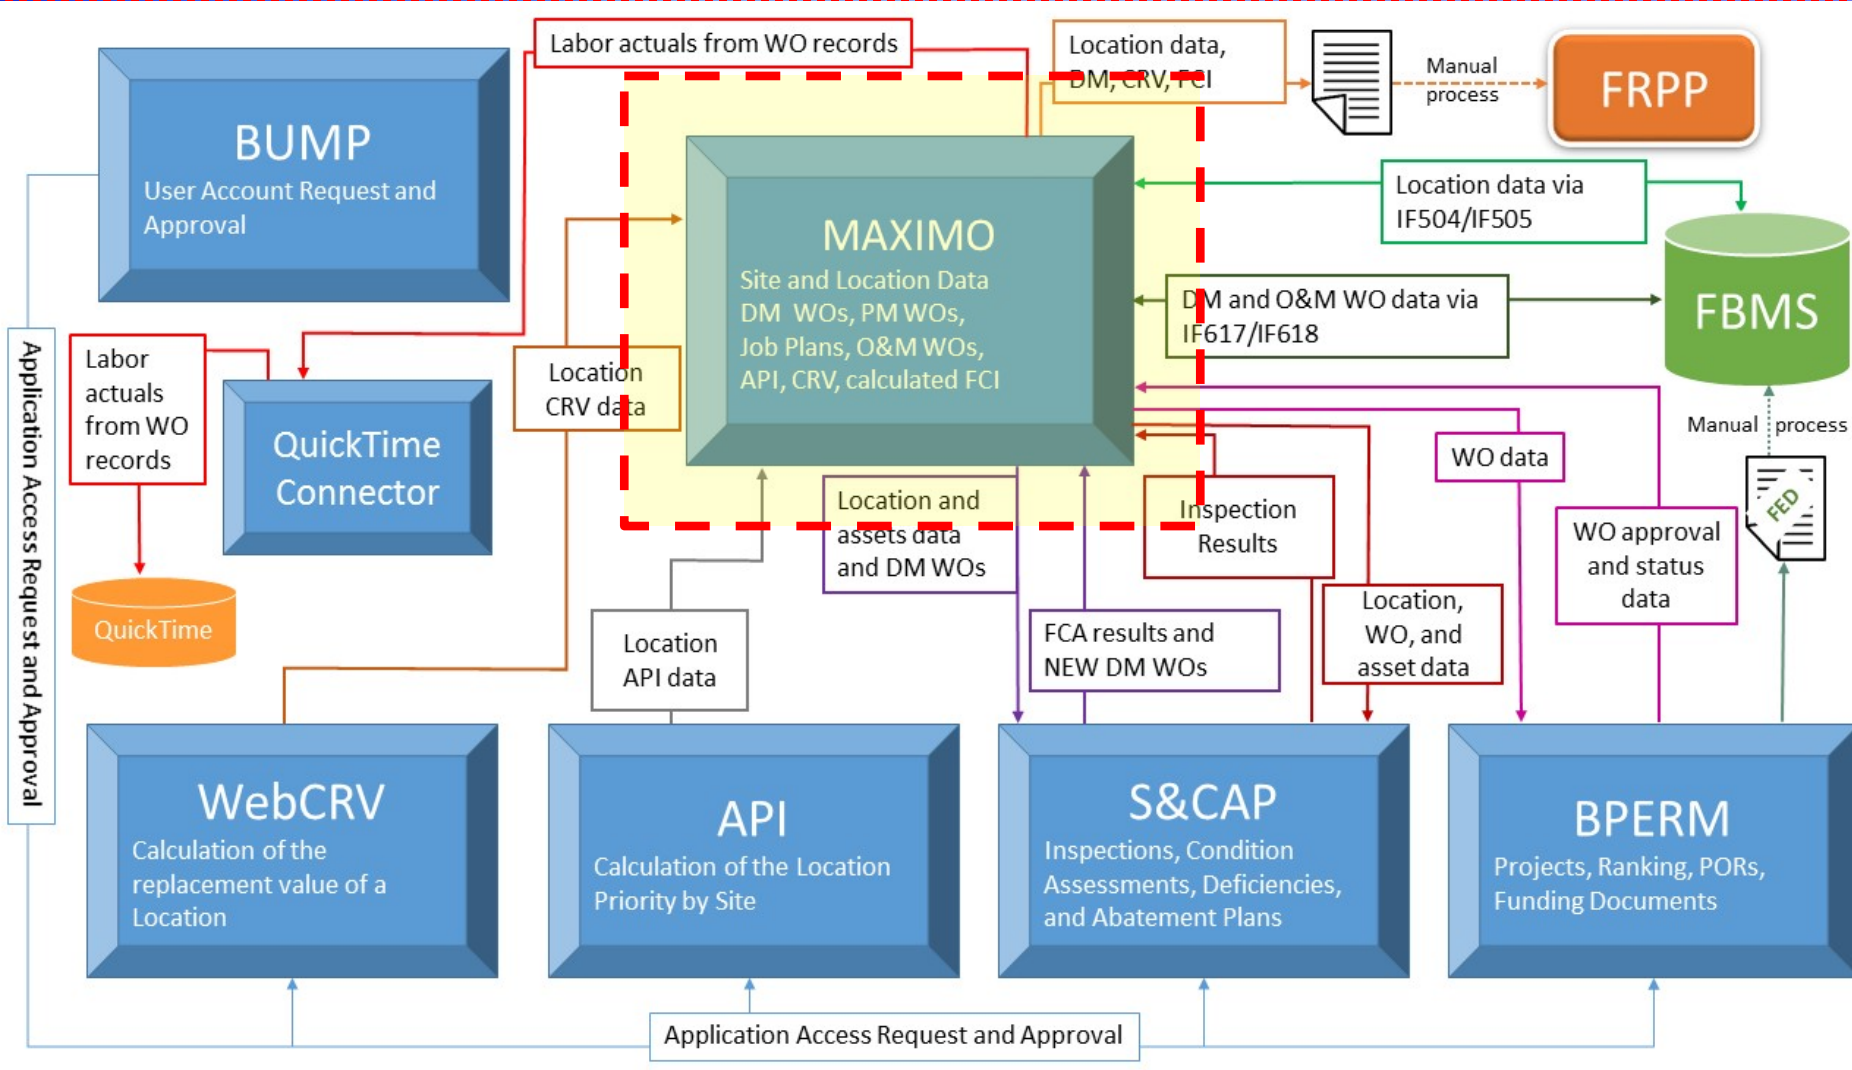 Labor actuals from WO records
Location data,
DM, CRV, FCI
Manual
process
FRPP
BUMP
User Account Request and
Approval
MAXIMO
Site and Location Data
DM WOs, PM WOs,
Job Plans, O&M WOs,
API, CRV, calculated FCI
Location data via
IF504/IF505
DM and O&M WO data via
IF617/IF618
FBMS
Manual process
FED
Application Access Request and Approval
Labor
actuals
from WO
records
QuickTime
Connector
QuickTime
Location
CRV data
Location and
assets data
and DM WOs
Inspection
Results
WO data
WO approval
and status
data
Location
API data
FCA results and
NEW DM WOs
Location,
WO, and
asset data
WebCRV
Calculation of the
replacement value of a
Location
API
Calculation of the Location
Priority by Site
S&CAP
Inspections, Condition
Assessments, Deficiencies,
and Abatement Plans
BPERM
Projects, Ranking, PORs,
Funding Documents
Application Access Request and Approval